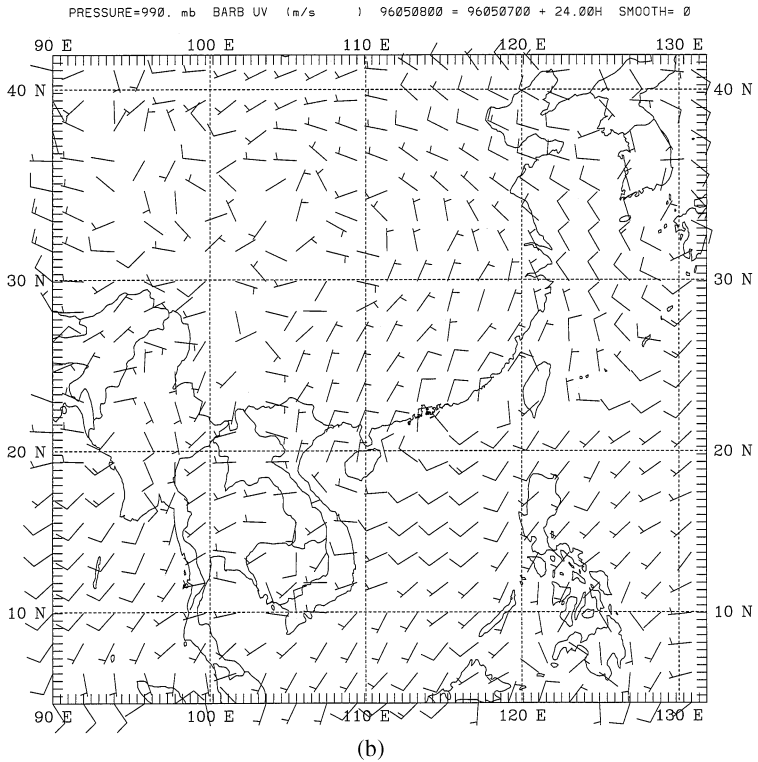 PRESSURE=990. mb BARB UV (m/s ) 96050800 = 96050700 + 24.00H SMOOTH= 0
90 E 100 E 110 E 120 E 130 E
40 N 40 N
30 N 30 N
20 N 20 N
10 N 10 N
90 E 100 E 110 E 120 E 130 E
(b)